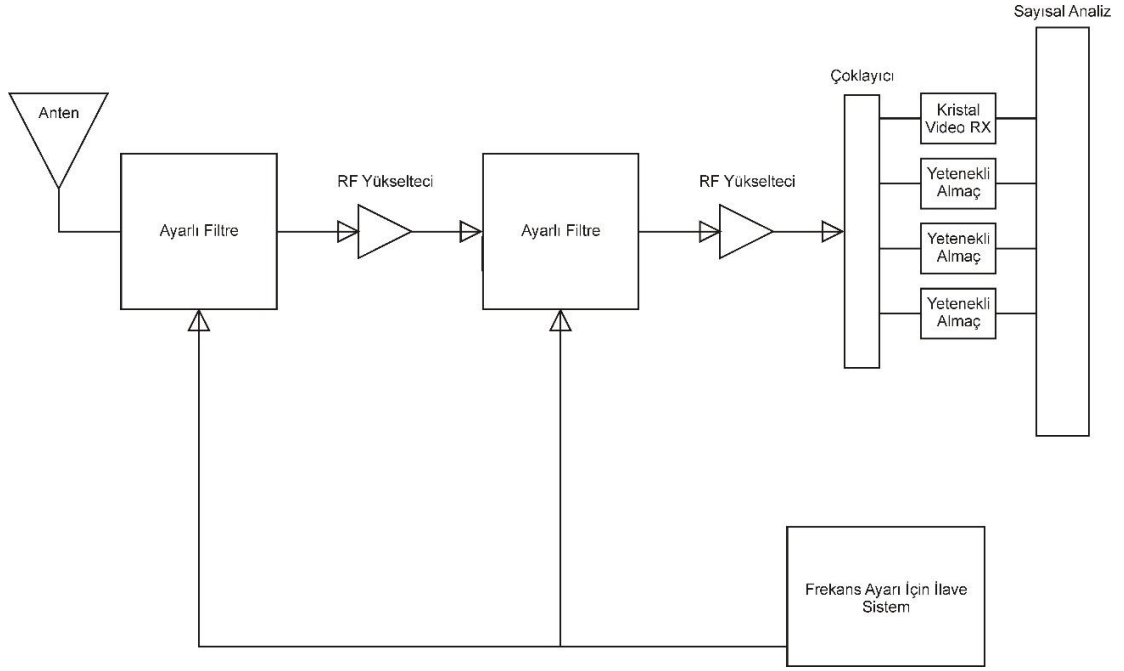 Sayısal Analiz
Çoklayıcı
Anten
Kristal
Video RX
Yetenekli
Almaç
RF Yükselteci
RF Yükselteci
Ayarlı Filtre
Ayarlı Filtre
Yetenekli
Almaç
Yetenekli
Almaç
Frekans Ayarı İçin İlave
Sistem